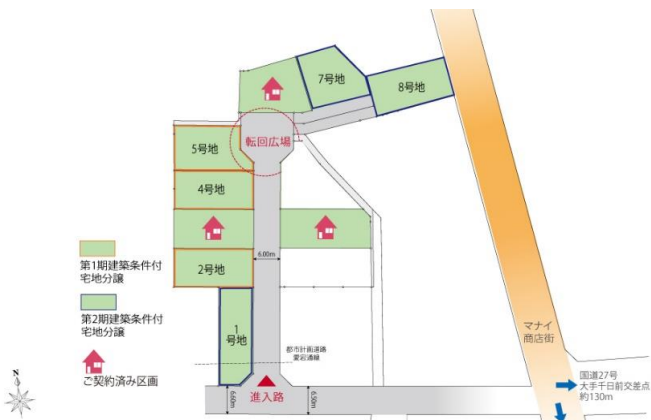 7号地
8号地
転回広場
5号地
4号地
6.00m
2号地
第1期建築条件付
宅地分譲
第2期建築条件付
宅地分譲
1
号地
都市計画道路
愛宕通線
マナイ
商店街
ご契約済み区画
国道27号
大手千日前交差点
約130m
進入路
6.60m
6.50m
N